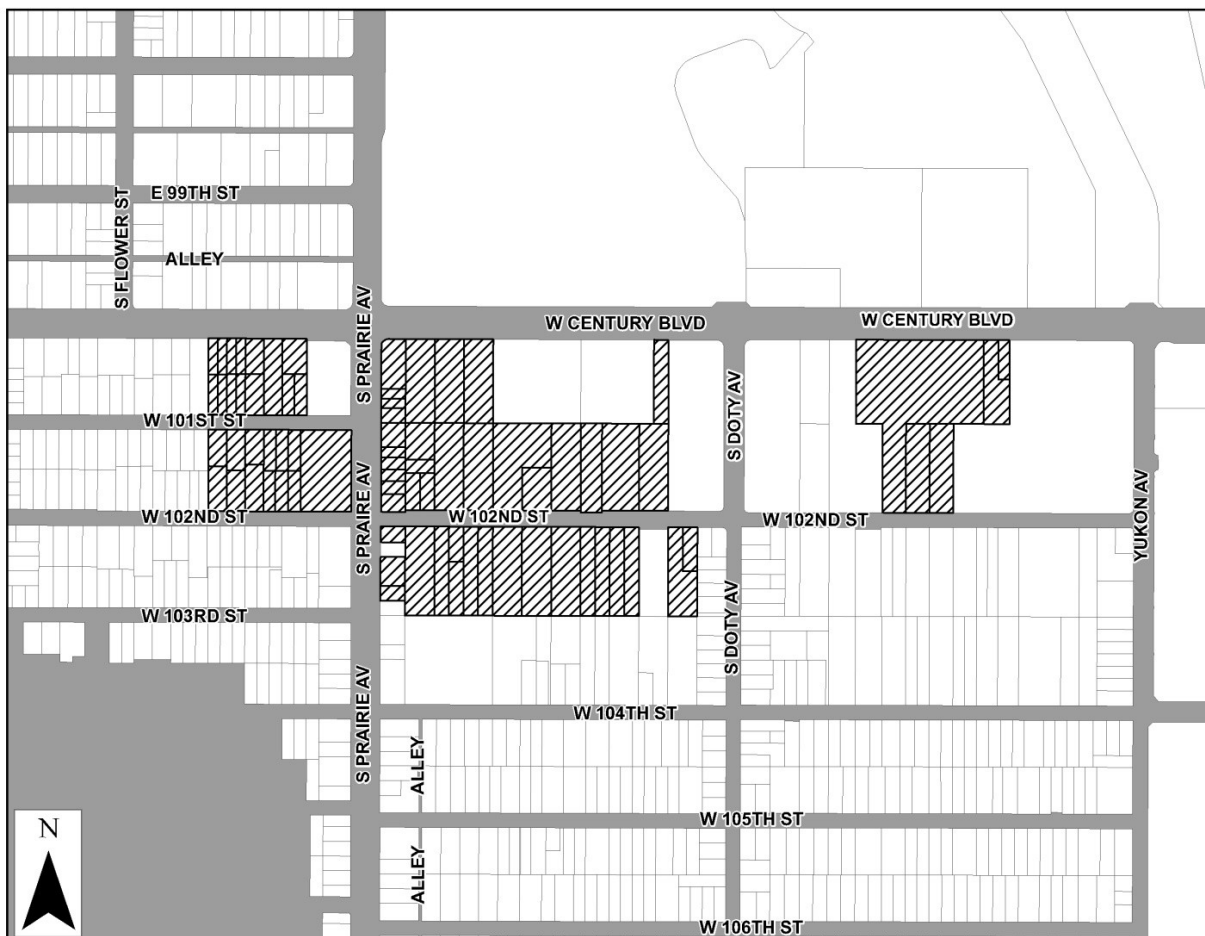 E 99TH ST
S FLOWER ST
ALLEY
S PRAIRIE AV
W CENTURY BLVD
W CENTURY BLVD
W 101ST ST
S DOTY AV
W 102ND ST
S PRAIRE AV
W 102ND ST
W 102ND ST
YUKON AV
W 103RD ST
S DOTY AV
S PRAIRIE AV
W 104TH ST
ALLEY
N
W 105TH ST
ALLEY
W 106TH ST